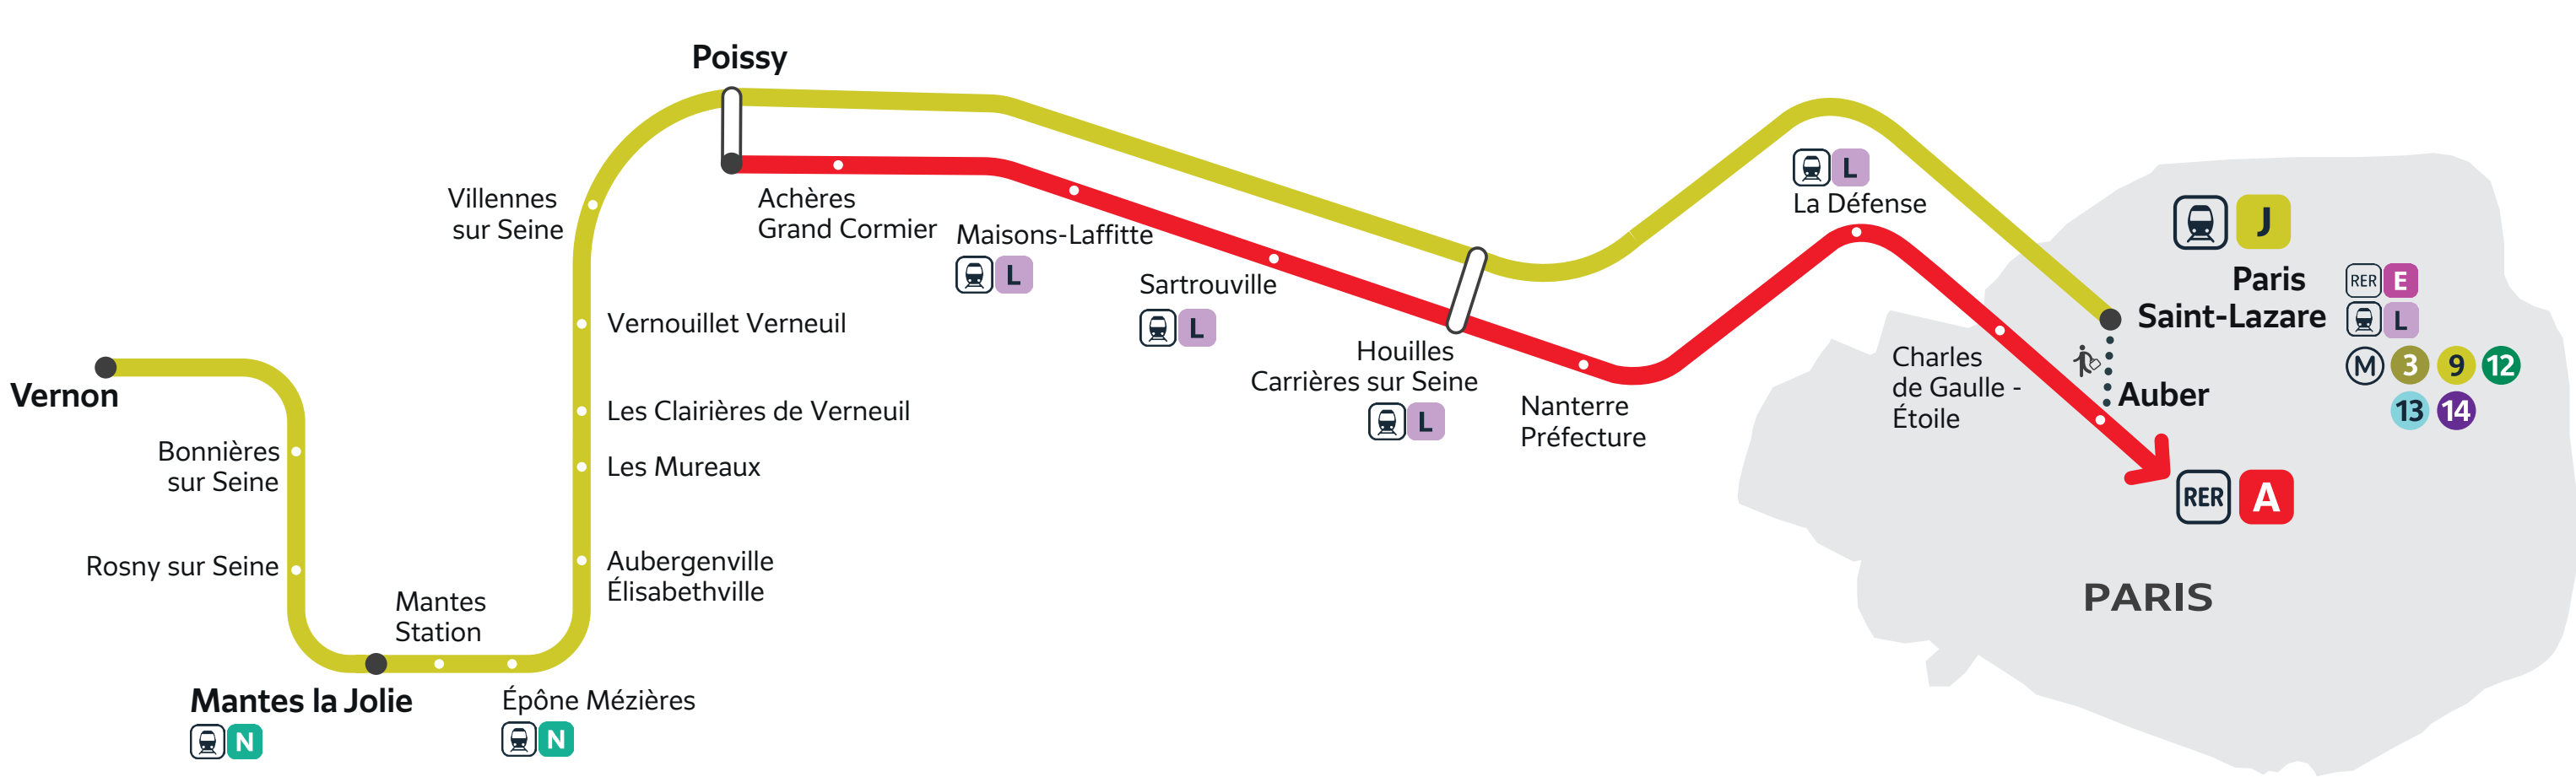 Poissy
Villennes
sur Seine
Achères
Grand Cormier
Maisons-Laffitte
L
Sartrouville
L
Houilles
Carrières sur Seine
L
Nanterre
Préfecture
L
La Défense
Charles
de Gaulle -
Étoile
J
Paris
Saint-Lazare
RER E
L
M 3 9 12
13 14
Auber
RER A
PARIS
Vernon
Bonnières
sur Seine
Rosny sur Seine
Mantes la Jolie
N
Mantes
Station
Épône Mézières
N
Aubergenville
Élisabethville
Les Mureaux
Les Clairières de Verneuil
Vernouillet Verneuil